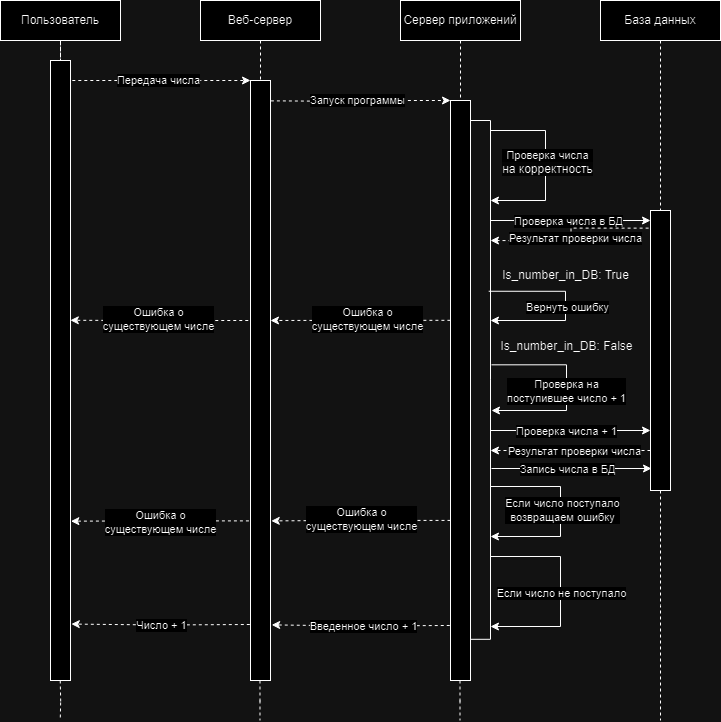 Пользователь
Веб-сервер
Сервер приложений
База данных
Передача числа
Запуск программы
Проверка числа
на корректность
Проверка числа в БД
Результат проверки числа
Is_number_in_DB: True
Вернуть ошибку
Ошибка о
существующем числе
Ошибка о
существующем числе
Is_number_in_DB: False
Проверка на
поступившее число + 1
Проверка числа + 1
Результат проверки числа
Запись числа в БД
Если число поступало
возвращаем ошибку
Ошибка о
существующем числе
Ошибка о
существующем числе
Если число не поступало
Число + 1
Введенное число + 1